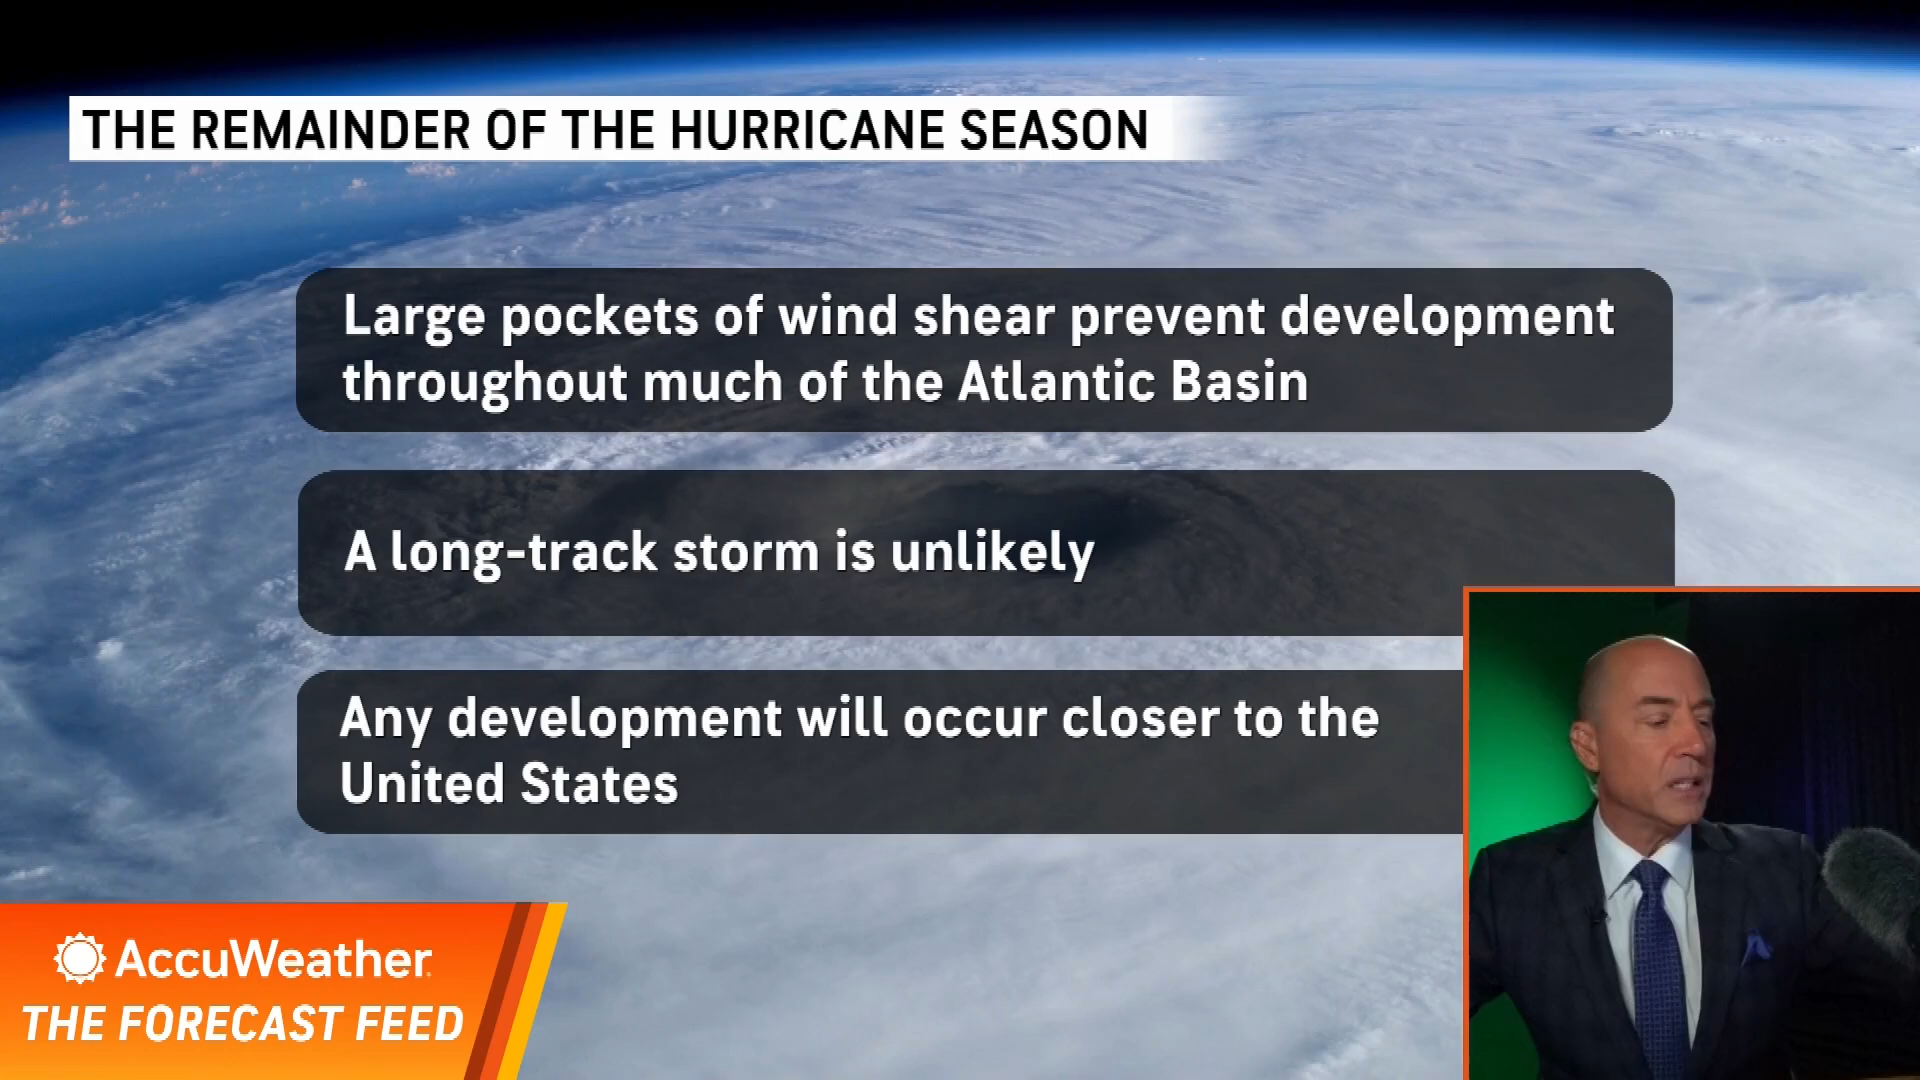 THE REMAINDER OF THE HURRICANE SEASON
Large pockets of wind shear prevent development
throughout much of the Atlantic Basin
A long-track storm is unlikely
Any development will occur closer to the
United States
AccuWeather
THE FORECAST FEED